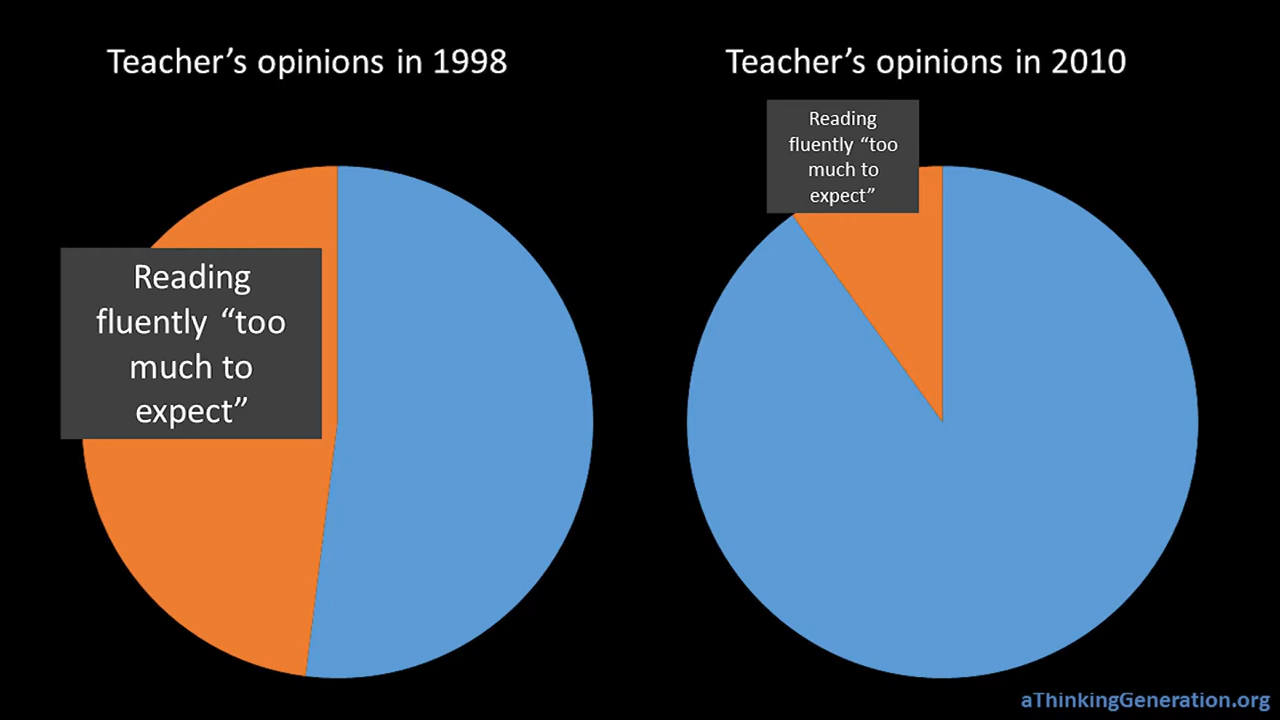 Teacher’s opinions in 1998
Reading
fluently “too
much to
expect”
Teacher’s opinions in 2010
Reading
fluently “too
much to
expect”
aThinkingGeneration.org